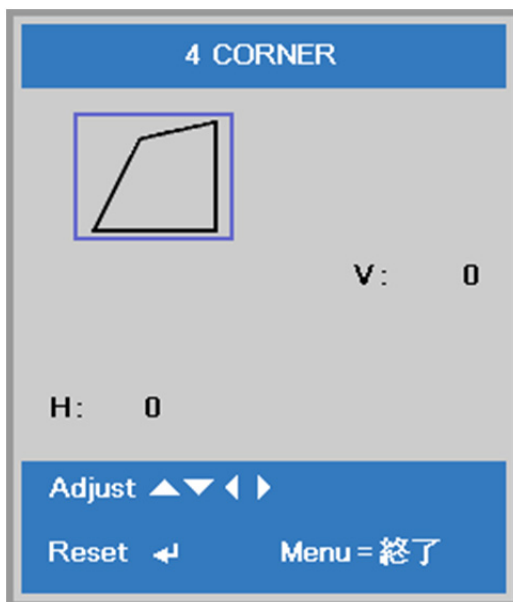 4 CORNER
V: 0
H: 0
Adjust ▲▼◀▶
Reset ↵ Menu = 終了